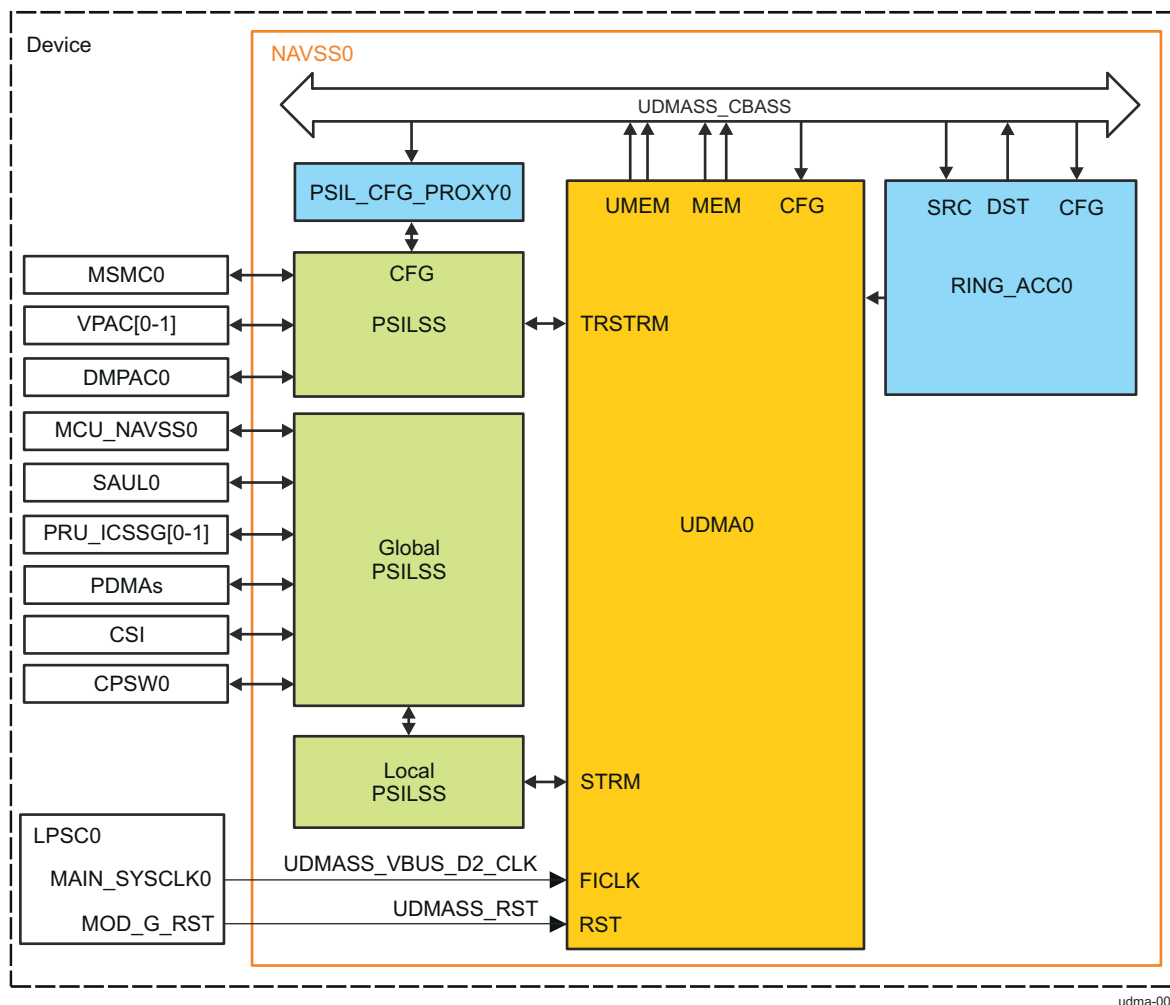 Device
NAVSS0
UDMASS_CBASS
PSIL_CFG_PROXY0
UMEM MEM CFG
SRC DST CFG
RING_ACC0
MSMC0
VPAC[0-1]
DMPAC0
CFG
PSILSS
TRSTRM
MCU_NAVSS0
SAUL0
PRU_ICSSG[0-1]
PDMAs
CSI
CPSW0
Global
PSILSS
UDMA0
Local
PSILSS
STRM
LPSC0
MAIN_SYSCLK0
UDMASS_VBUS_D2_CLK
FICLK
MOD_G_RST
UDMASS_RST
RST
udma-00